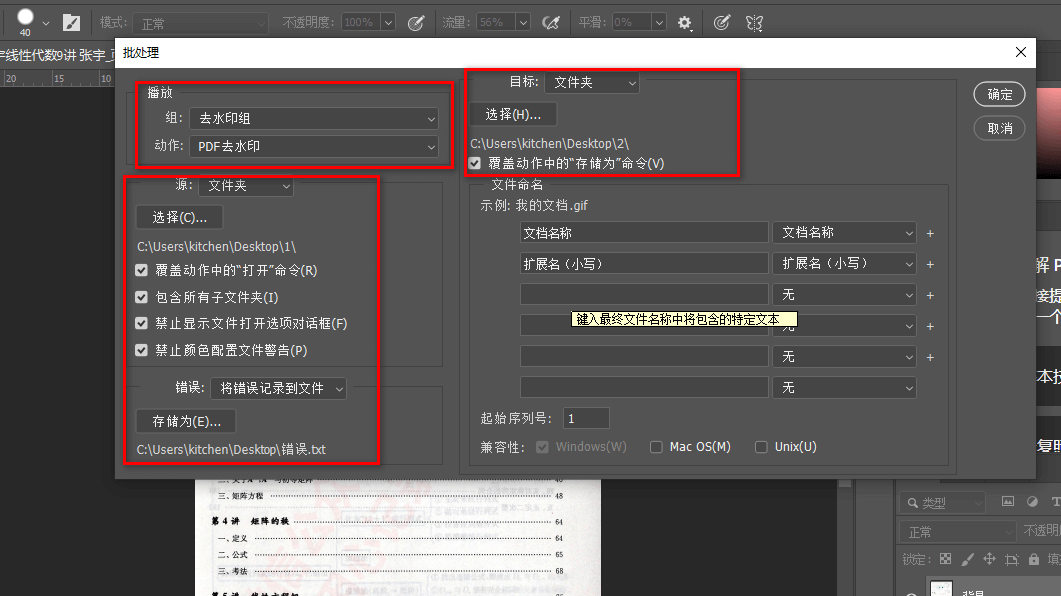 40
模式: 正常 不透明度: 100% 流量: 56% 平滑: 0%
线性代数9讲 张宇_
20 15 10
批处理
播放
组: 去水印组
动作: PDF去水印
源: 文件夹
选择(C)...
C:\Users\kitchen\Desktop\1\
覆盖动作中的"打开"命令(R)
包含所有子文件夹(I)
禁止显示文件打开选项对话框(F)
禁止颜色配置文件警告(P)
错误: 将错误记录到文件
存储为(E)...
C:\Users\kitchen\Desktop\错误.txt
目标: 文件夹
选择(H)...
C:\Users\kitchen\Desktop\2\
覆盖动作中的"存储为"命令(V)
文件命名
示例: 我的文档.gif
文档名称 文档名称 +
扩展名（小写） 扩展名（小写） +
无 +
键入最终文件名称中将包含的特定文本
无 +
无 +
无
起始序列号: 1
兼容性: Windows(W) Mac OS(M) Unix(U)
确定
取消
三、矩阵方程 48
第4讲 矩阵的秩 64
一、定义 64
二、公式 65
三、考法 68
解 P
接提
一个
本技
复眀
类型
正常 不透明
锁定: 填
背景